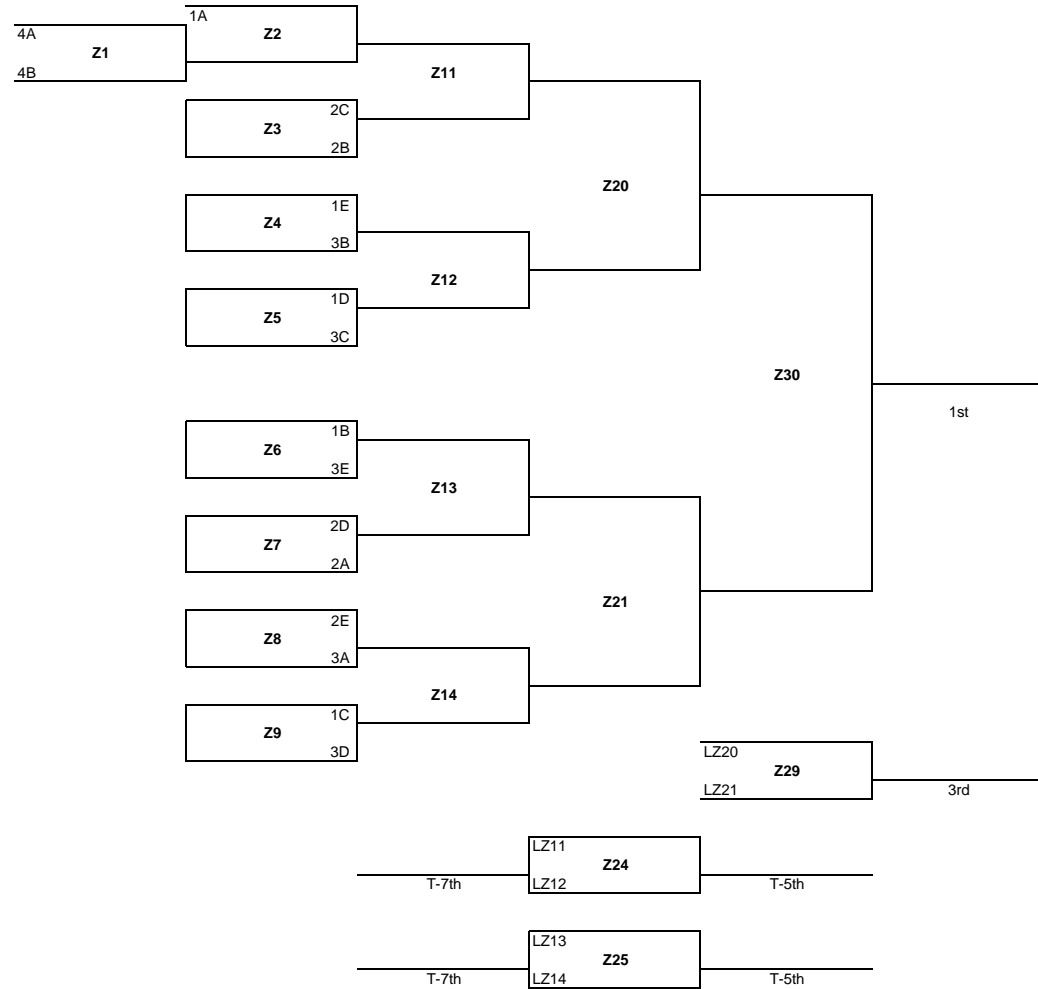 1A
4A
Z2
Z1
4B
Z11
2C
Z3
2B
Z20
1E
Z4
3B
Z12
1D
Z5
3C
Z30
1st
1B
Z6
3E
Z13
2D
Z7
2A
Z21
2E
Z8
3A
Z14
1C
Z9
3D
LZ20
Z29
LZ21
3rd
LZ11
Z24
T-7th LZ12 T-5th
LZ13
Z25
T-7th LZ14 T-5th